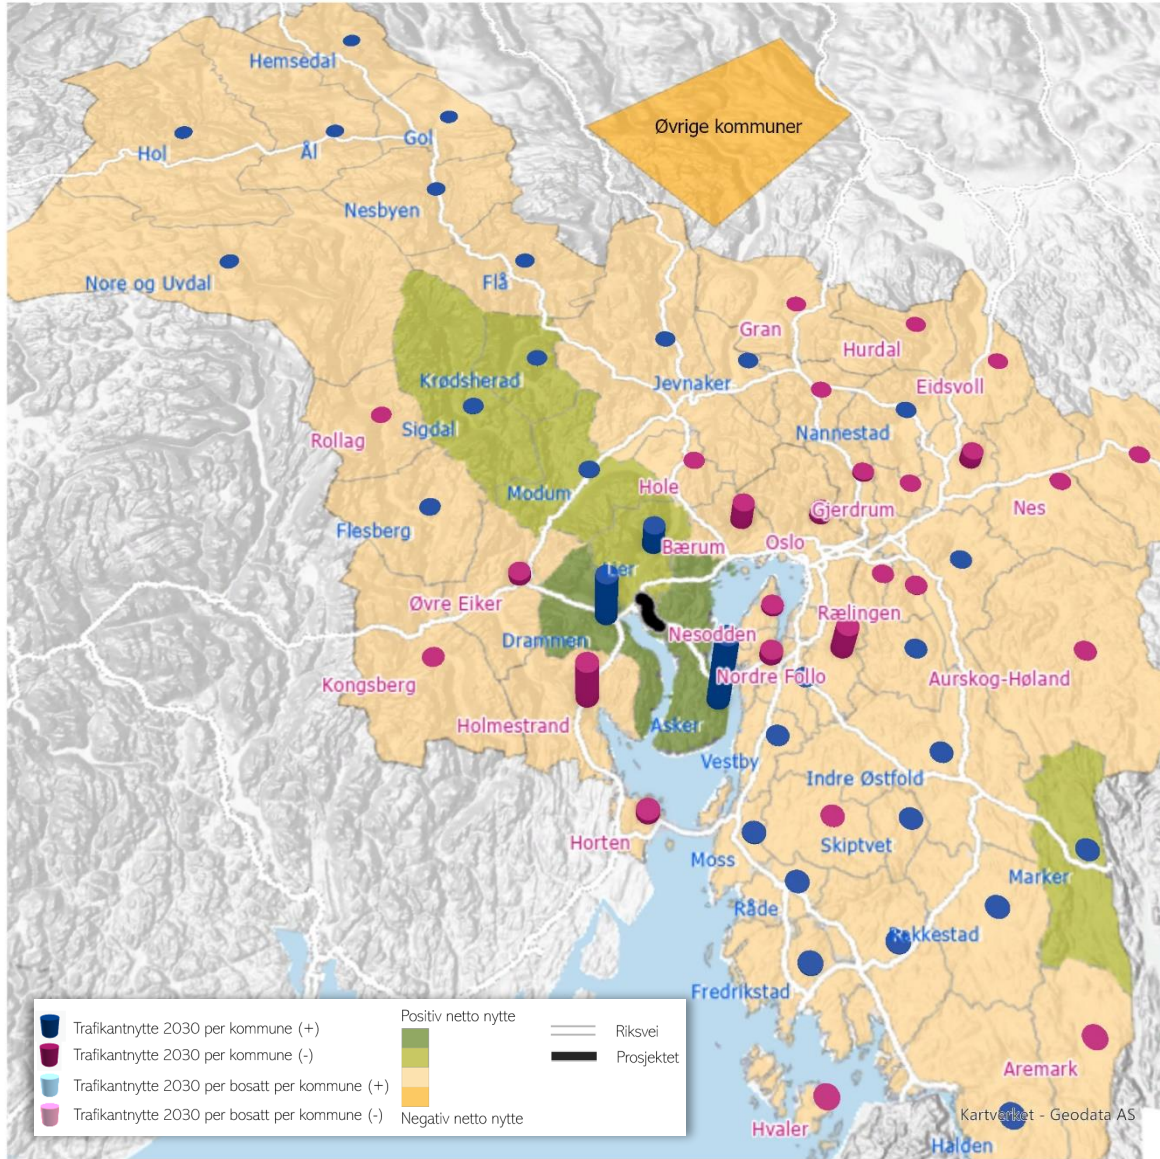 Hemsedal
Øvrige kommuner
Gol
Hol
Ål
Nesbyen
Nore og Uvdal
Flå
Gran
Hurdal
Krødsherad
Jevnaker
Eidsvoll
Sigdal
Rollag
Nannestad
Hole
Modum
Gjerdrum
Nes
Flesberg
Bærum
Oslo
Lier
Øvre Eiker
Rælingen
Drammen
Nesodden
Nordre Follo
Aurskog-Høland
Kongsberg
Holmestrand
Asker
Vestby
Indre Østfold
Horten
Skiptvet
Moss
Marker
Råde
Rakkestad
Fredrikstad
Aremark
Kartverket - Geodata AS
Hvaler
Halden
Trafikantnytte 2030 per kommune (+)
Trafikantnytte 2030 per kommune (-)
Trafikantnytte 2030 per bosatt per kommune (+)
Trafikantnytte 2030 per bosatt per kommune (-)
Positiv netto nytte
Negativ netto nytte
Riksvei
Prosjektet